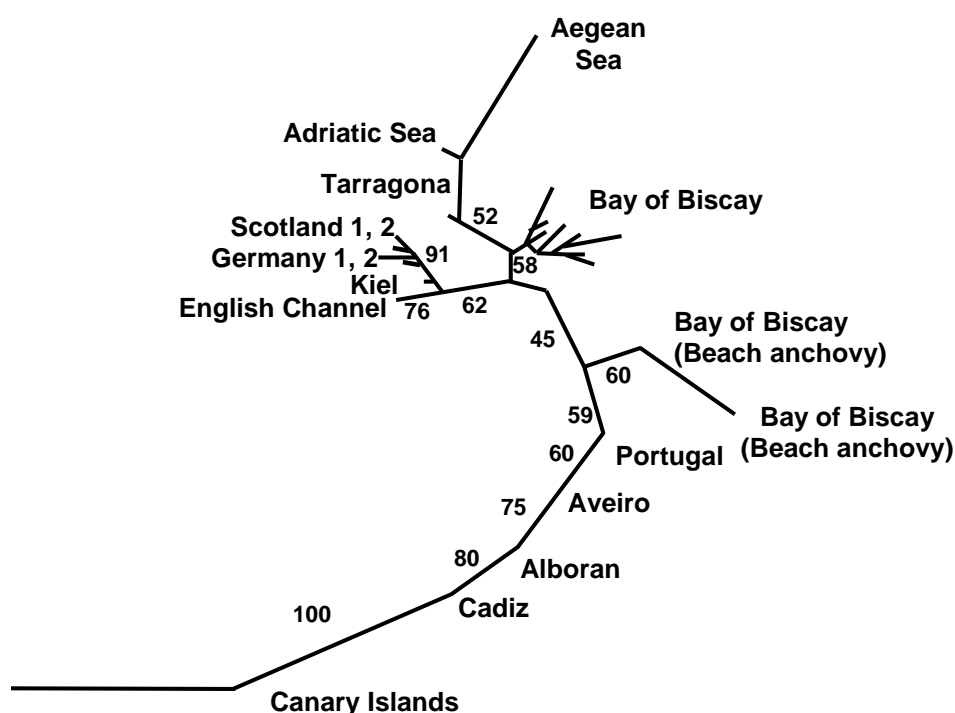 Aegean
Sea
Adriatic Sea
Tarragona
52
Bay of Biscay
Scotland 1, 2
91
Germany 1, 2
58
Kiel
English Channel
76
62
45
Bay of Biscay
(Beach anchovy)
60
59
Bay of Biscay
(Beach anchovy)
60
Portugal
75
Aveiro
80
Alboran
Cadiz
100
Canary Islands